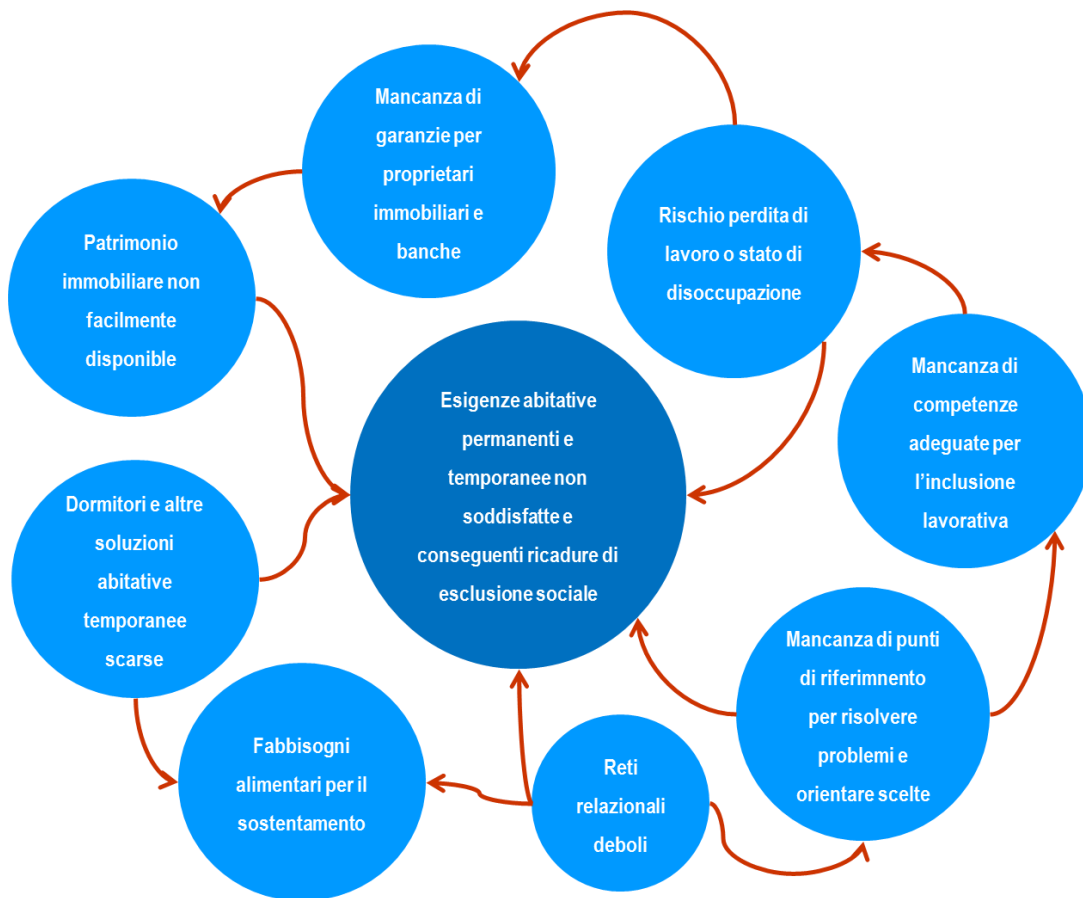 Mancanza di
garanzie per
proprietari
immobiliari e
banche
Rischio perdita di
lavoro o stato di
disoccupazione
Patrimonio
immobiliare non
facilmente
disponible
Mancanza di
competenze
adeguate per
l'inclusione
lavorativa
Esigenze abitative
permanenti e
temporanee non
soddisfatte e
conseguenti ricadure di
esclusione sociale
Dormitori e altre
soluzioni
abitative
temporanee
scarse
Mancanza di punti
di riferimnento
per risolvere
problemi e
orientare scelte
Fabbisogni
alimentari per il
sostentamento
Reti
relazionali
deboli